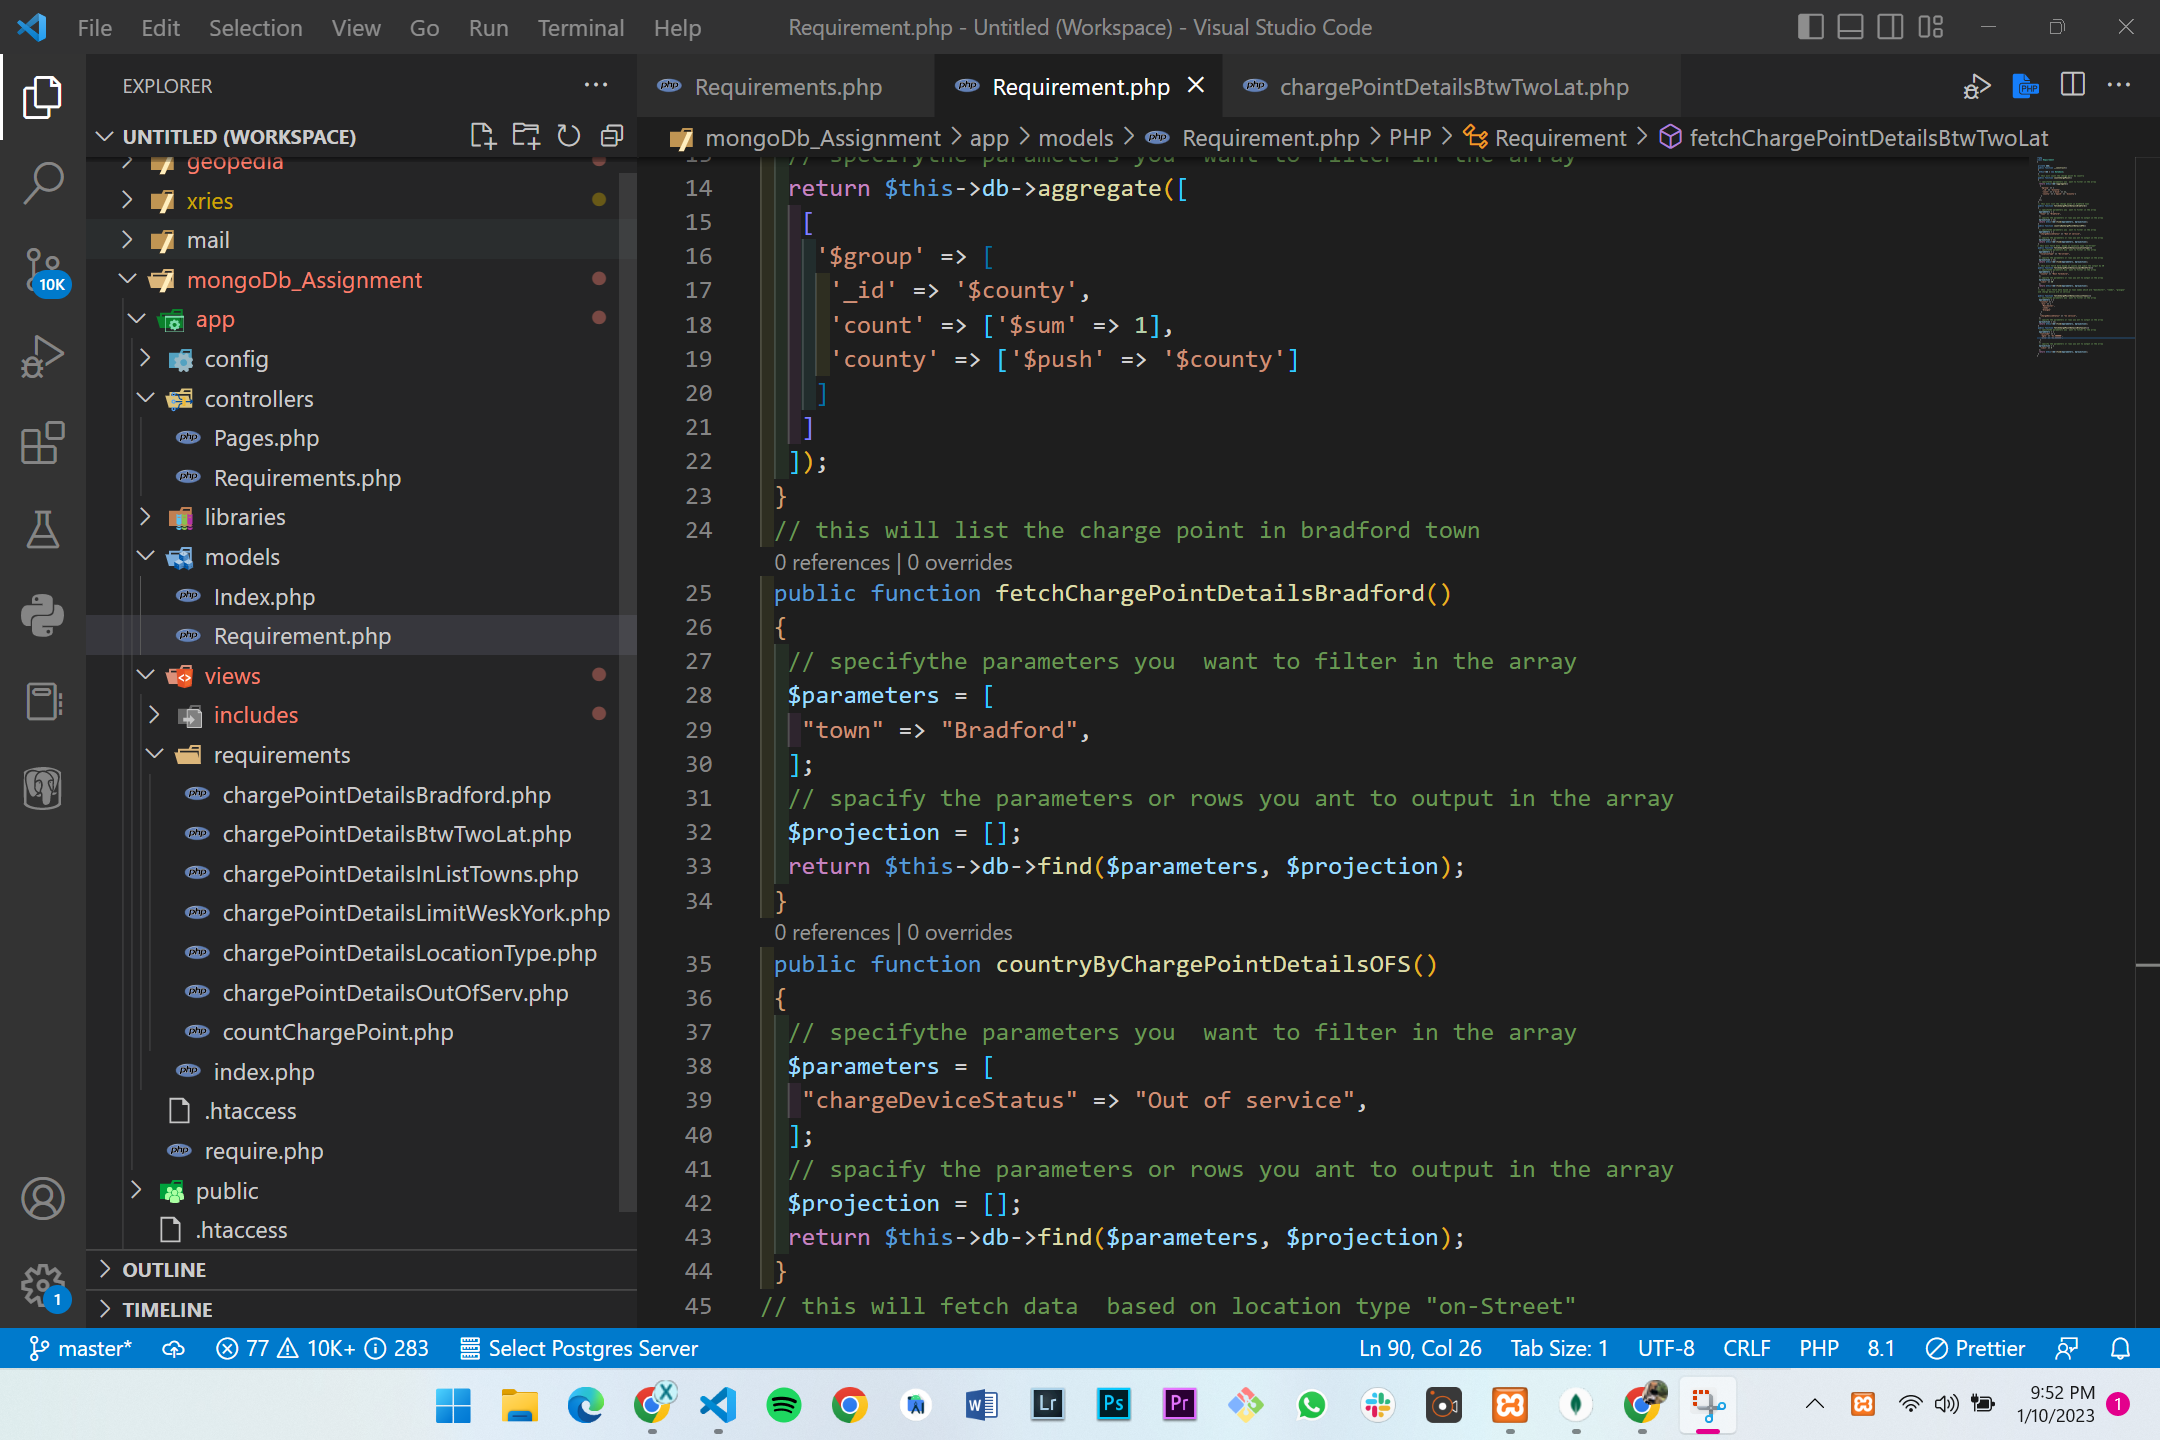 File Edit Selection View Go Run Terminal Help
Requirement.php - Untitled (Workspace) - Visual Studio Code
EXPLORER
UNTITLED (WORKSPACE)
geopedia
xries
mail
mongoDb_Assignment
app
config
controllers
Pages.php
Requirements.php
libraries
models
Index.php
Requirement.php
views
includes
requirements
chargePointDetailsBradford.php
chargePointDetailsBtwTwoLat.php
chargePointDetailsInListTowns.php
chargePointDetailsLimitWeskYork.php
chargePointDetailsLocationType.php
chargePointDetailsOutOfServ.php
countChargePoint.php
index.php
.htaccess
require.php
public
.htaccess
OUTLINE
TIMELINE
10K
1
Requirements.php Requirement.php chargePointDetailsBtwTwoLat.php
mongoDb_Assignment > app > models > Requirement.php > PHP > Requirement > fetchChargePointDetailsBtwTwoLat
13 // specifythe parameters you  want to filter in the array
14 return $this->db->aggregate([
15 [
16 '$group' => [
17 '_id' => '$county',
18 'count' => ['$sum' => 1],
19 'county' => ['$push' => '$county']
20 ]
21 ]
22 ]);
23 }
24 // this will list the charge point in bradford town
0 references | 0 overrides
25 public function fetchChargePointDetailsBradford()
26 {
27 // specifythe parameters you  want to filter in the array
28 $parameters = [
29 "town" => "Bradford",
30 ];
31 // spacify the parameters or rows you ant to output in the array
32 $projection = [];
33 return $this->db->find($parameters, $projection);
34 }
0 references | 0 overrides
35 public function countryByChargePointDetailsOFS()
36 {
37 // specifythe parameters you  want to filter in the array
38 $parameters = [
39 "chargeDeviceStatus" => "Out of service",
40 ];
41 // spacify the parameters or rows you ant to output in the array
42 $projection = [];
43 return $this->db->find($parameters, $projection);
44 }
45 // this will fetch data  based on location type "on-Street"
master* 77 10K+ 283 Select Postgres Server Ln 90, Col 26 Tab Size: 1 UTF-8 CRLF PHP 8.1 Prettier
9:52 PM
1/10/2023
1